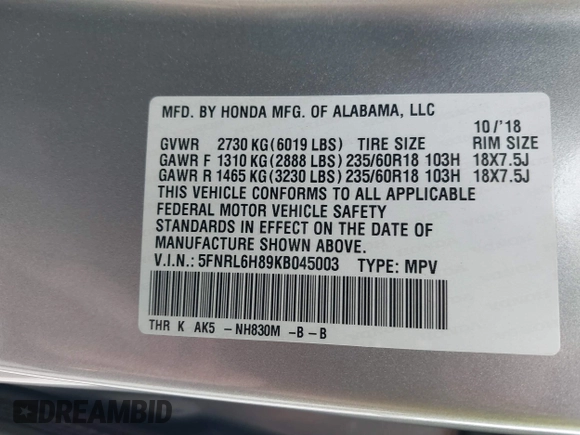 MFD. BY HONDA MFG. OF ALABAMA, LLC
10/'18
GVWR 2730 KG(6019 LBS) TIRE SIZE RIM SIZE
GAWR F 1310 KG(2888 LBS)235/60R18 103H 18X7.5J
GAWR R 1465 KG(3230 LBS)235/60R18 103H 18X7.5J
THIS VEHICLE CONFORMS TO ALL APPLICABLE
FEDERAL MOTOR VEHICLE SAFETY
STANDARDS IN EFFECT ON THE DATE OF
MANUFACTURE SHOWN ABOVE.
V.I.N.: 5FNRL6H89KB045003 TYPE: MPV
THR K AK5 -NH830M -B-B
DREAMBID